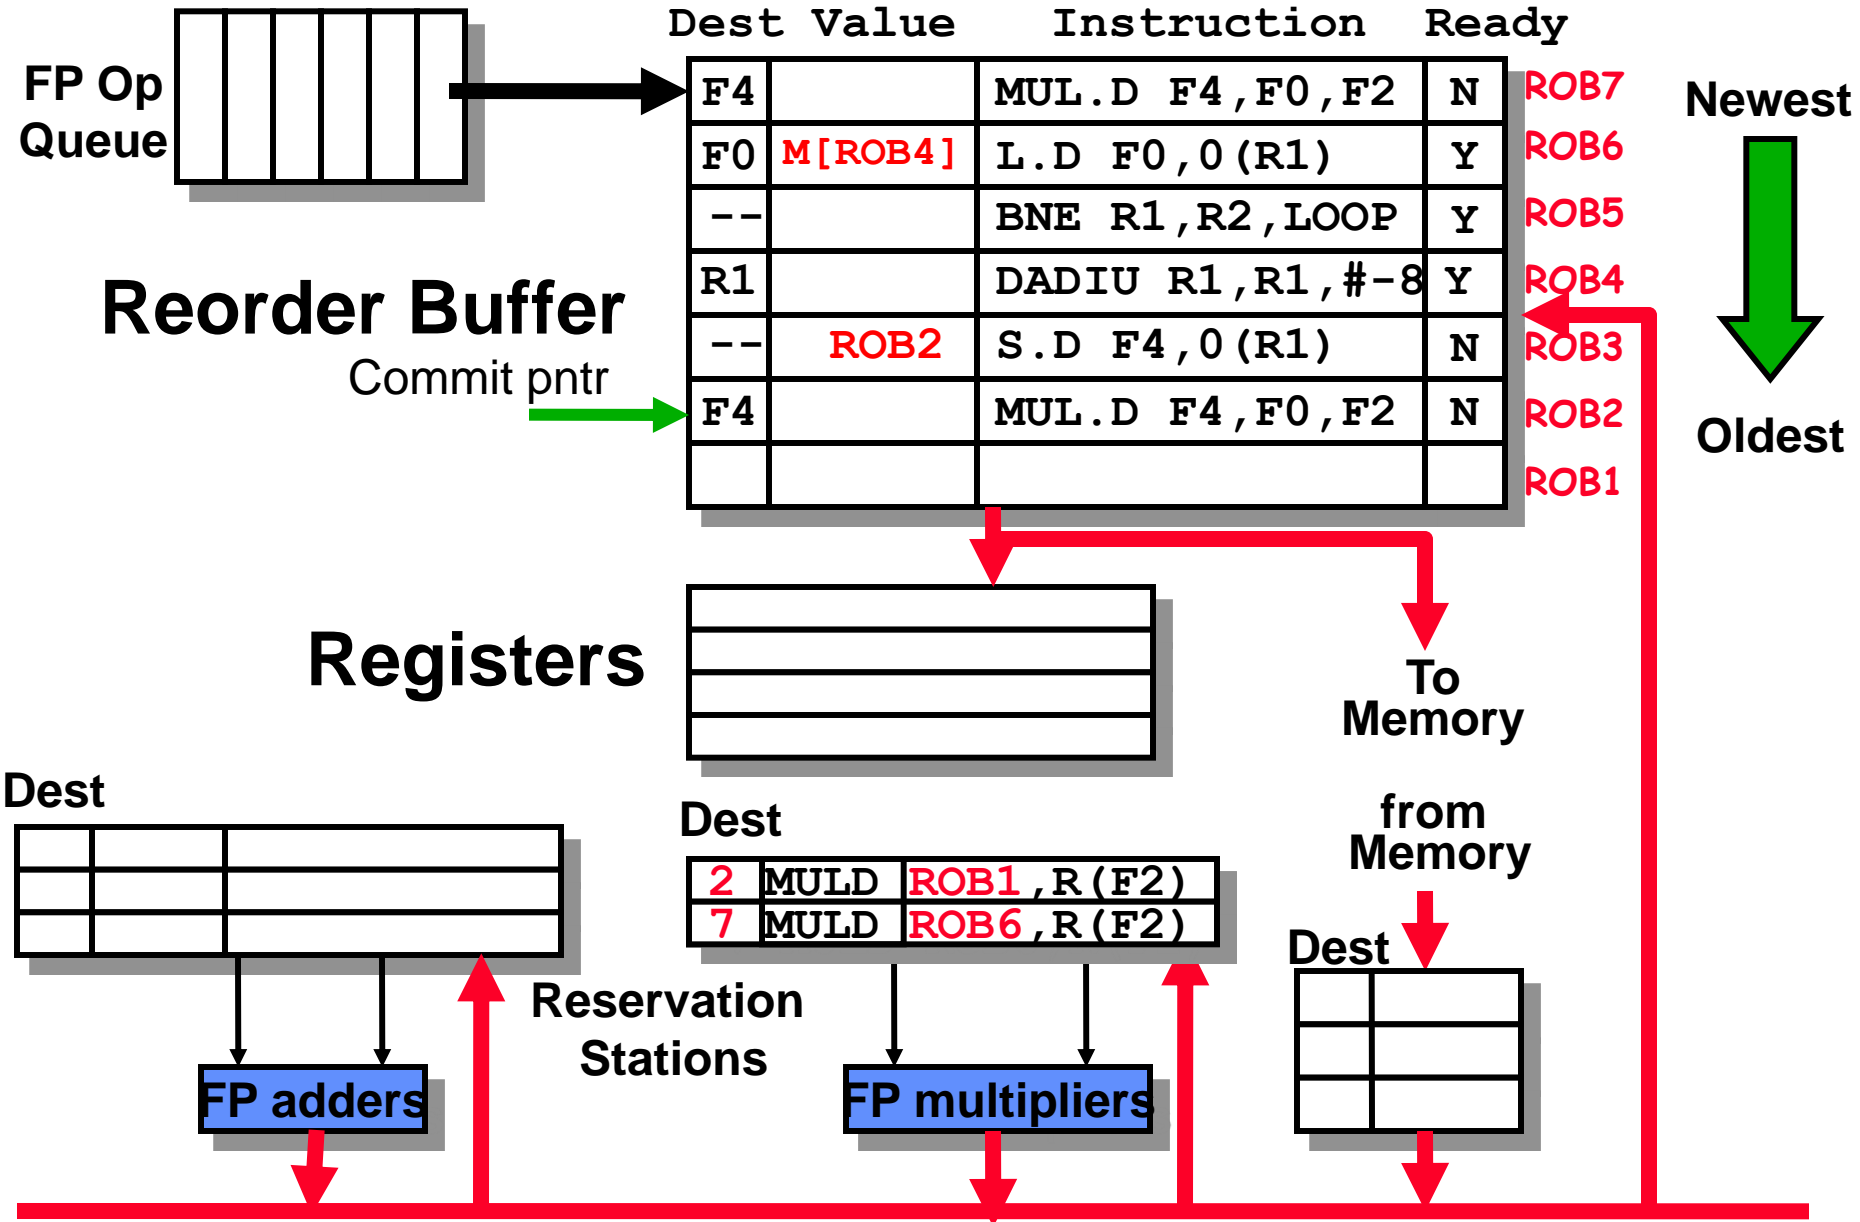 Dest Value Instruction Ready
FP Op
Queue
F4 MUL.D F4,F0,F2 N ROB7
F0 M[ROB4] L.D F0,0(R1) Y ROB6
-- BNE R1,R2,LOOP Y ROB5
R1 DADIU R1,R1,#-8 Y ROB4
-- ROB2 S.D F4,0(R1) N ROB3
F4 MUL.D F4,F0,F2 N ROB2
ROB1
Newest
Oldest
Reorder Buffer
Commit pntr
Registers
To
Memory
from
Memory
Dest
Dest
2 MULD ROB1,R(F2)
7 MULD ROB6,R(F2)
Dest
Reservation
Stations
FP adders
FP multipliers